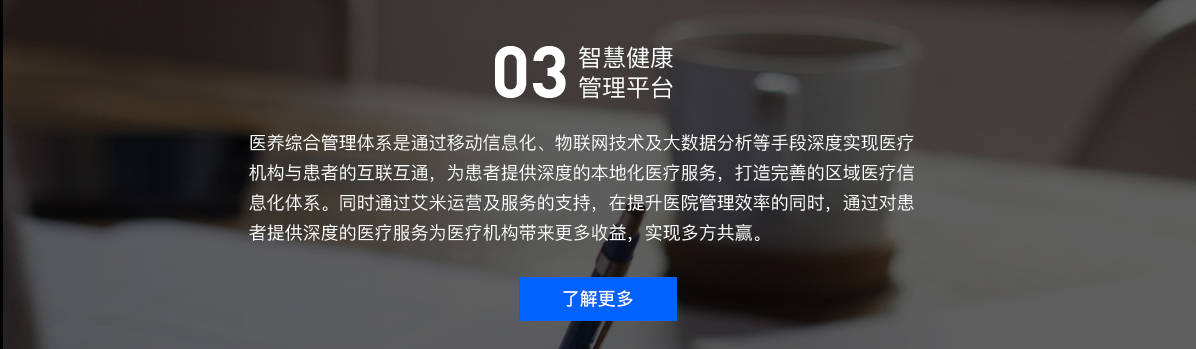 03
智慧健康
管理平台
医养综合管理体系是通过移动信息化、物联网技术及大数据分析等手段深度实现医疗
机构与患者的互联互通，为患者提供深度的本地化医疗服务，打造完善的区域医疗信
息化体系。同时通过艾米运营及服务的支持，在提升医院管理效率的同时，通过对患
者提供深度的医疗服务为医疗机构带来更多收益，实现多方共赢。
了解更多